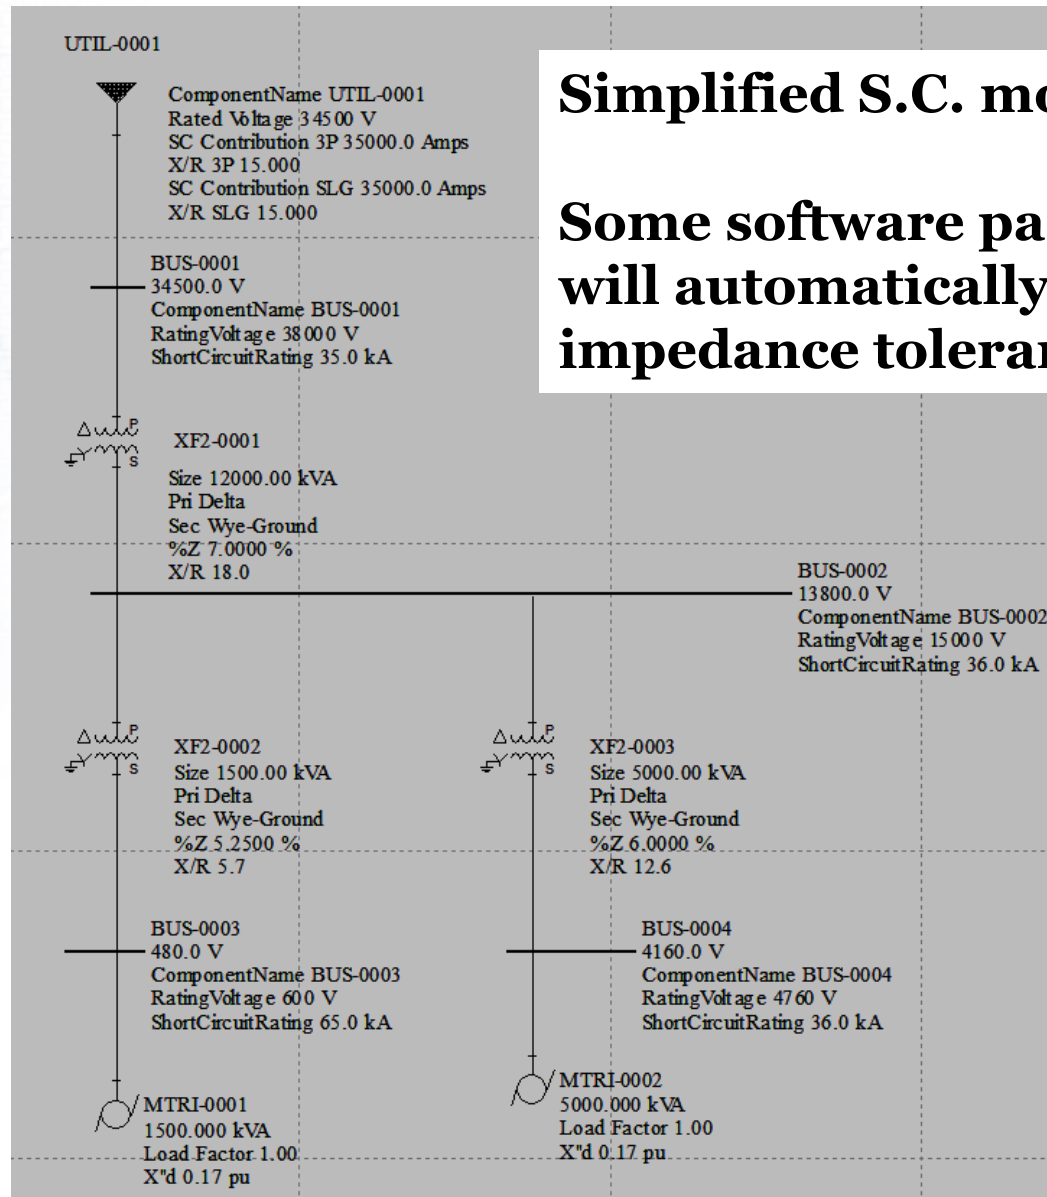 UTIL-0001
ComponentName UTIL-0001
Rated Voltage 34500 V
SC Contribution 3P 35000.0 Amps
X/R 3P 15.000
SC Contribution SLG 35000.0 Amps
X/R SLG 15.000
Simplified S.C. mo
Some software pa
will automatically
impedance toleran
BUS-0001
34500.0 V
ComponentName BUS-0001
RatingVoltage 38000 V
ShortCircuitRating 35.0 kA
P
S
XF2-0001
Size 12000.00 kVA
Pri Delta
Sec Wye-Ground
%Z 7.0000 %
X/R 18.0
BUS-0002
13800.0 V
ComponentName BUS-0002
RatingVoltage 15000 V
ShortCircuitRating 36.0 kA
P
S
XF2-0002
Size 1500.00 kVA
Pri Delta
Sec Wye-Ground
%Z 5.2500 %
X/R 5.7
P
S
XF2-0003
Size 5000.00 kVA
Pri Delta
Sec Wye-Ground
%Z 6.0000 %
X/R 12.6
BUS-0003
480.0 V
ComponentName BUS-0003
RatingVoltage 600 V
ShortCircuitRating 65.0 kA
BUS-0004
4160.0 V
ComponentName BUS-0004
RatingVoltage 4760 V
ShortCircuitRating 36.0 kA
MTRI-0001
1500.000 kVA
Load Factor 1.00
X"d 0.17 pu
MTRI-0002
5000.000 kVA
Load Factor 1.00
X"d 0.17 pu